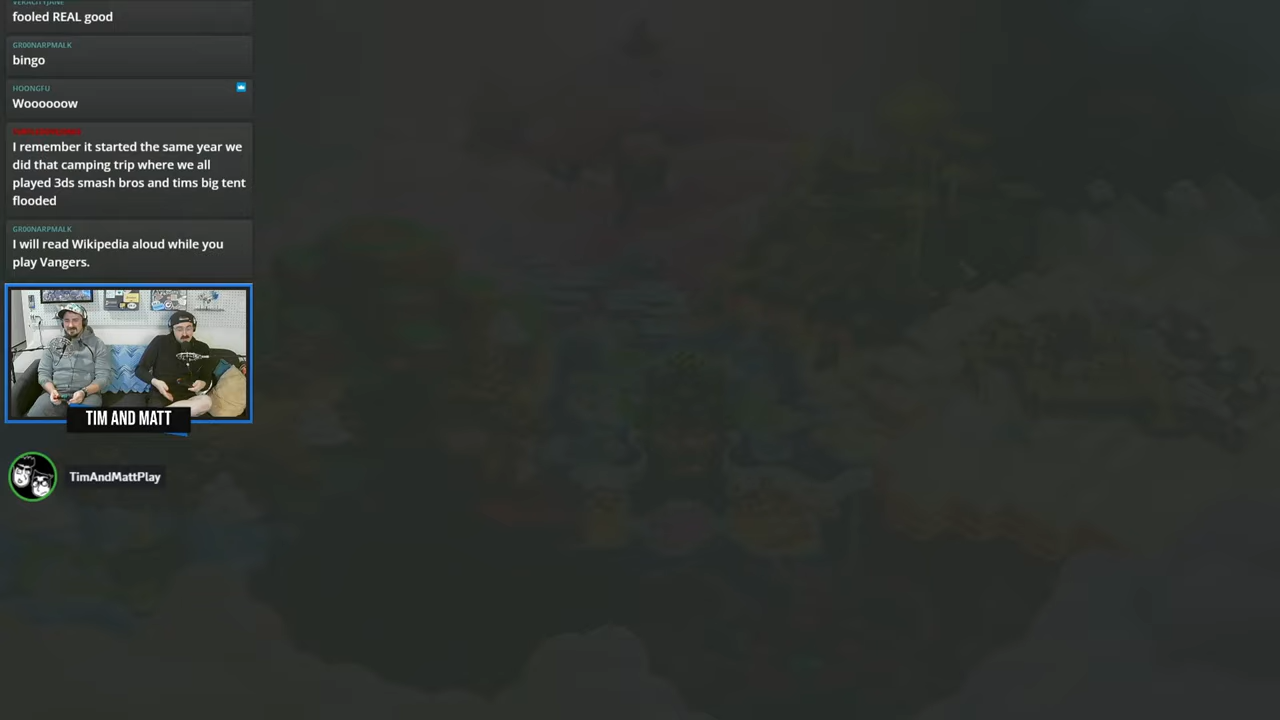 fooled REAL good
GR00NARPMALK
bingo
HOONGFU
Woooooow
I remember it started the same year we
did that camping trip where we all
played 3ds smash bros and tims big tent
flooded
GR00NARPMALK
I will read Wikipedia aloud while you
play Vangers.
TIM AND MATT
TimAndMattPlay